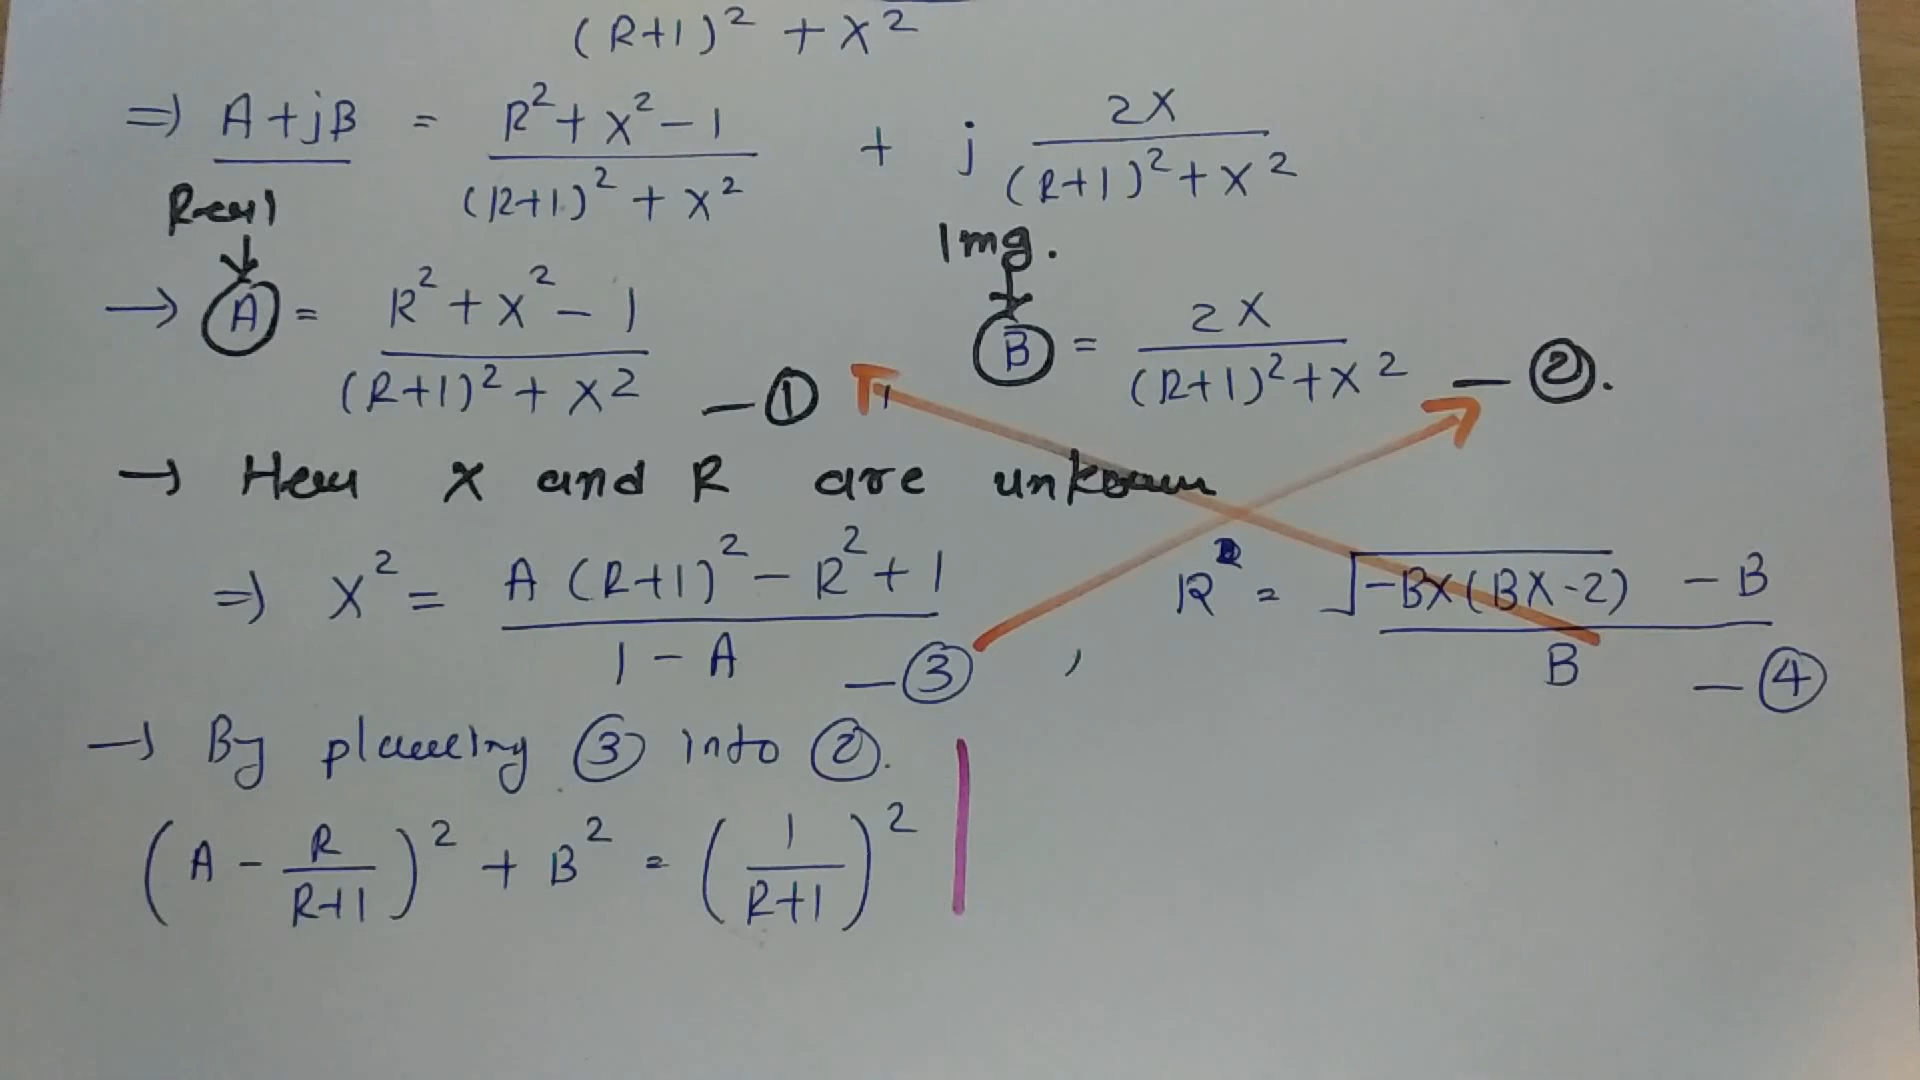 (R+1)² + X²
=> A+jB = (R² + X² - 1) / ((R+1)² + X²) + j 2X / ((R+1)² + X²)
Real Img.
→ A = (R² + X² - 1) / ((R+1)² + X²) — ① B = 2X / ((R+1)² + X²) — ②.
→ Here X and R are unknown
=> X² = (A (R+1)² - R² + 1) / (1 - A) — ③ , R = (√(-BX(BX-2)) - B) / B — ④
→ By placing ③ into ②.
(A - R/(R+1))² + B² = (1/(R+1))²